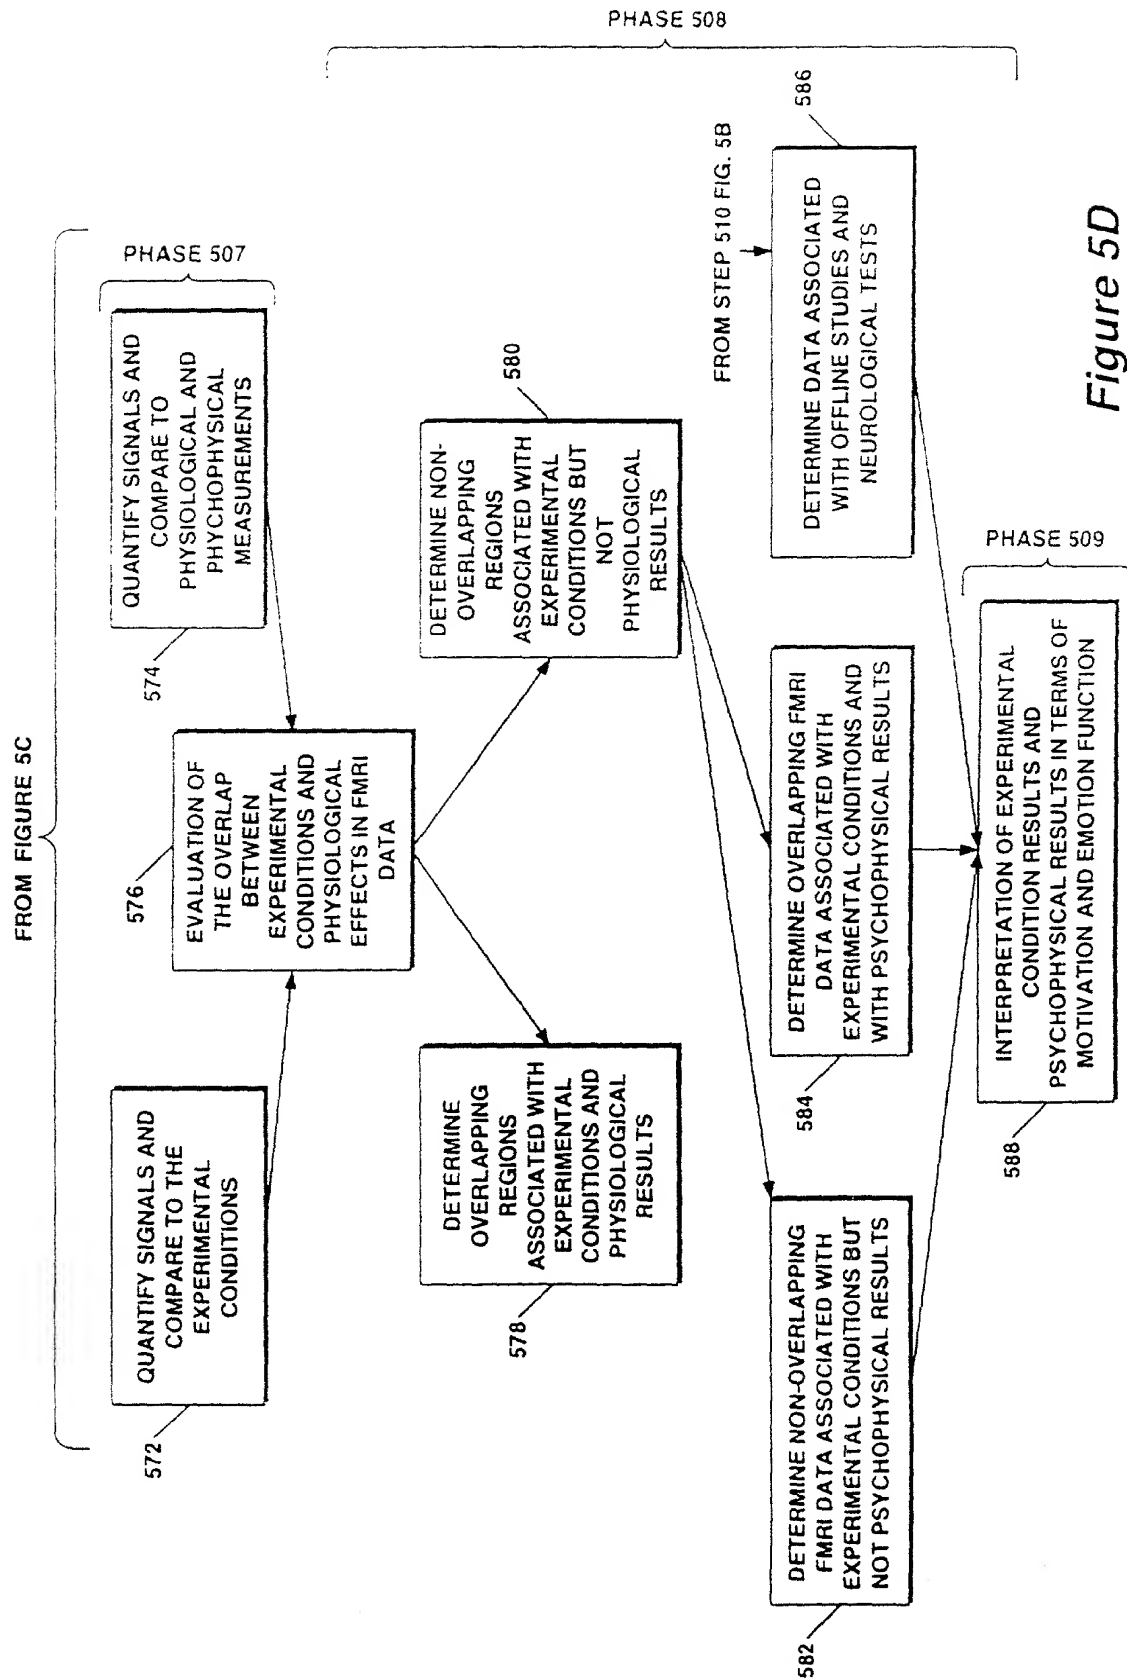 FROM FIGURE 5C
572
QUANTIFY SIGNALS AND
COMPARE TO THE
EXPERIMENTAL
CONDITIONS
574
QUANTIFY SIGNALS AND
COMPARE TO
PHYSIOLOGICAL AND
PHYCHOPHYSICAL
MEASUREMENTS
PHASE 507
576
EVALUATION OF
THE OVERLAP
BETWEEN
EXPERIMENTAL
CONDITIONS AND
PHYSIOLOGICAL
EFFECTS IN FMRI
DATA
PHASE 508
578
DETERMINE
OVERLAPPING
REGIONS
ASSOCIATED WITH
EXPERIMENTAL
CONDITIONS AND
PHYSIOLOGICAL
RESULTS
580
DETERMINE NON-
OVERLAPPING
REGIONS
ASSOCIATED WITH
EXPERIMENTAL
CONDITIONS BUT
NOT
PHYSIOLOGICAL
RESULTS
FROM STEP 510 FIG. 5B
582
DETERMINE NON-OVERLAPPING
FMRI DATA ASSOCIATED WITH
EXPERIMENTAL CONDITIONS BUT
NOT PSYCHOPHYSICAL RESULTS
584
DETERMINE OVERLAPPING FMRI
DATA ASSOCIATED WITH
EXPERIMENTAL CONDITIONS AND
WITH PSYCHOPHYSICAL RESULTS
586
DETERMINE DATA ASSOCIATED
WITH OFFLINE STUDIES AND
NEUROLOGICAL TESTS
588
INTERPRETATION OF EXPERIMENTAL
CONDITION RESULTS AND
PSYCHOPHYSICAL RESULTS IN TERMS OF
MOTIVATION AND EMOTION FUNCTION
PHASE 509
Figure 5D